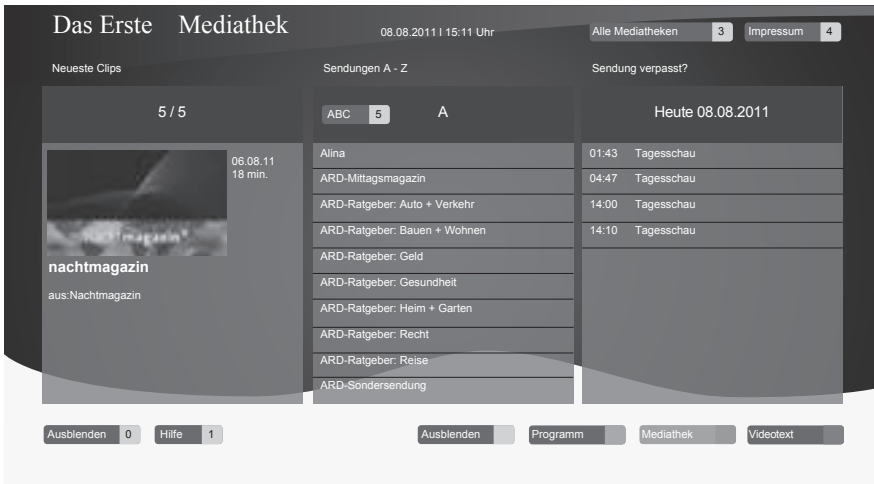 Das Erste Mediathek
08.08.2011 I 15:11 Uhr
Alle Mediatheken 3
Impressum 4
Neueste Clips
5 / 5
06.08.11
18 min.
nachtmagazin
nachtmagazin
aus:Nachtmagazin
Sendungen A - Z
ABC 5
A
Alina
ARD-Mittagsmagazin
ARD-Ratgeber: Auto + Verkehr
ARD-Ratgeber: Bauen + Wohnen
ARD-Ratgeber: Geld
ARD-Ratgeber: Gesundheit
ARD-Ratgeber: Heim + Garten
ARD-Ratgeber: Recht
ARD-Ratgeber: Reise
ARD-Sondersendung
Sendung verpasst?
Heute 08.08.2011
01:43 Tagesschau
04:47 Tagesschau
14:00 Tagesschau
14:10 Tagesschau
Ausblenden 0
Hilfe 1
Ausblenden
Programm
Mediathek
Videotext